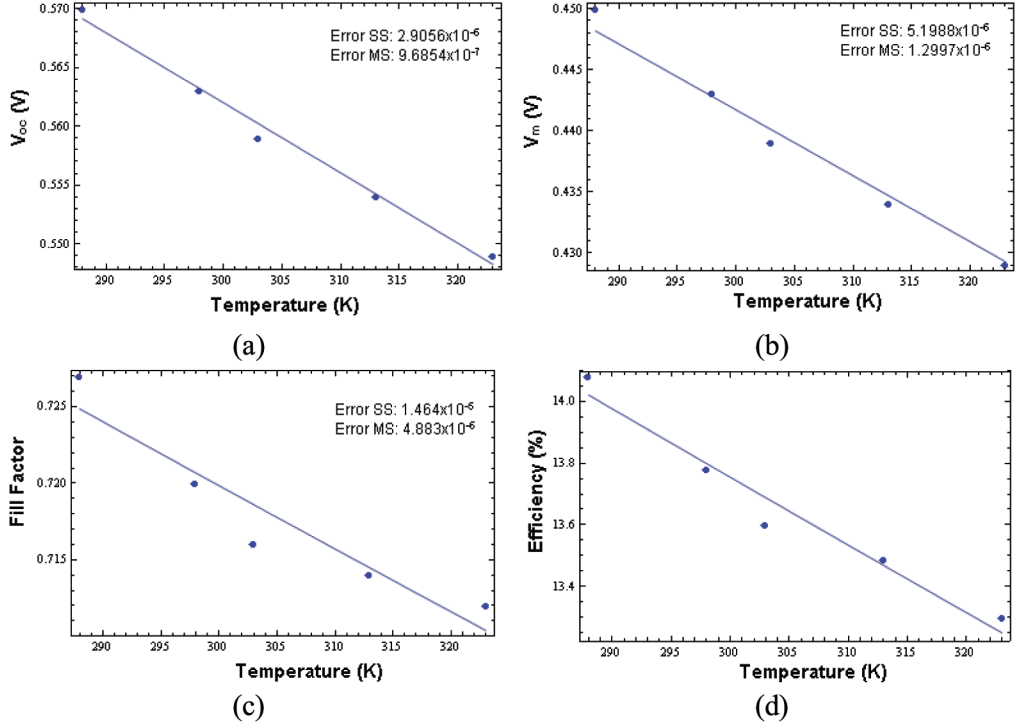 0.570
0.565
0.560
0.555
0.550
V_oc (V)
Error SS: 2.9056x10^-6
Error MS: 9.6854x10^-7
290 295 300 305 310 315 320
Temperature (K)
(a)
0.450
0.445
0.440
0.435
0.430
V_m (V)
Error SS: 5.1988x10^-6
Error MS: 1.2997x10^-6
290 295 300 305 310 315 320
Temperature (K)
(b)
0.725
0.720
0.715
Fill Factor
Error SS: 1.464x10^-5
Error MS: 4.883x10^-6
290 295 300 305 310 315 320
Temperature (K)
(c)
14.0
13.8
13.6
13.4
Efficiency (%)
290 295 300 305 310 315 320
Temperature (K)
(d)